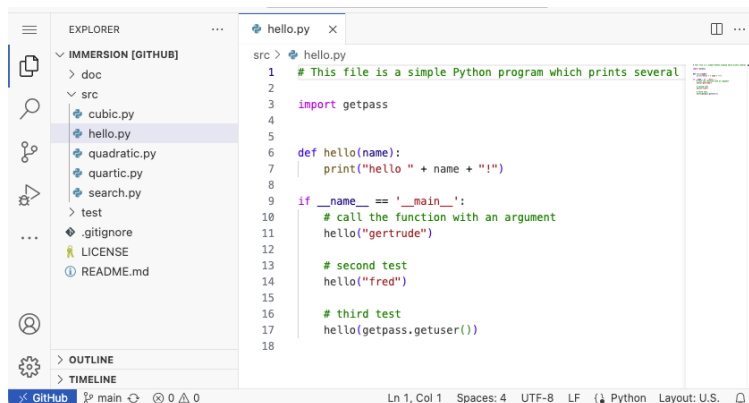 EXPLORER
IMMERSION [GITHUB]
doc
src
cubic.py
hello.py
quadratic.py
quartic.py
search.py
test
.gitignore
LICENSE
README.md
OUTLINE
TIMELINE
hello.py
src > hello.py
1 # This file is a simple Python program which prints several
2
3 import getpass
4
5
6 def hello(name):
7     print("hello " + name + "!")
8
9 if __name__ == '__main__':
10     # call the function with an argument
11     hello("gertrude")
12
13     # second test
14     hello("fred")
15
16     # third test
17     hello(getpass.getuser())
18
GitHub main 0 0 Ln 1, Col 1 Spaces: 4 UTF-8 LF Python Layout: U.S.